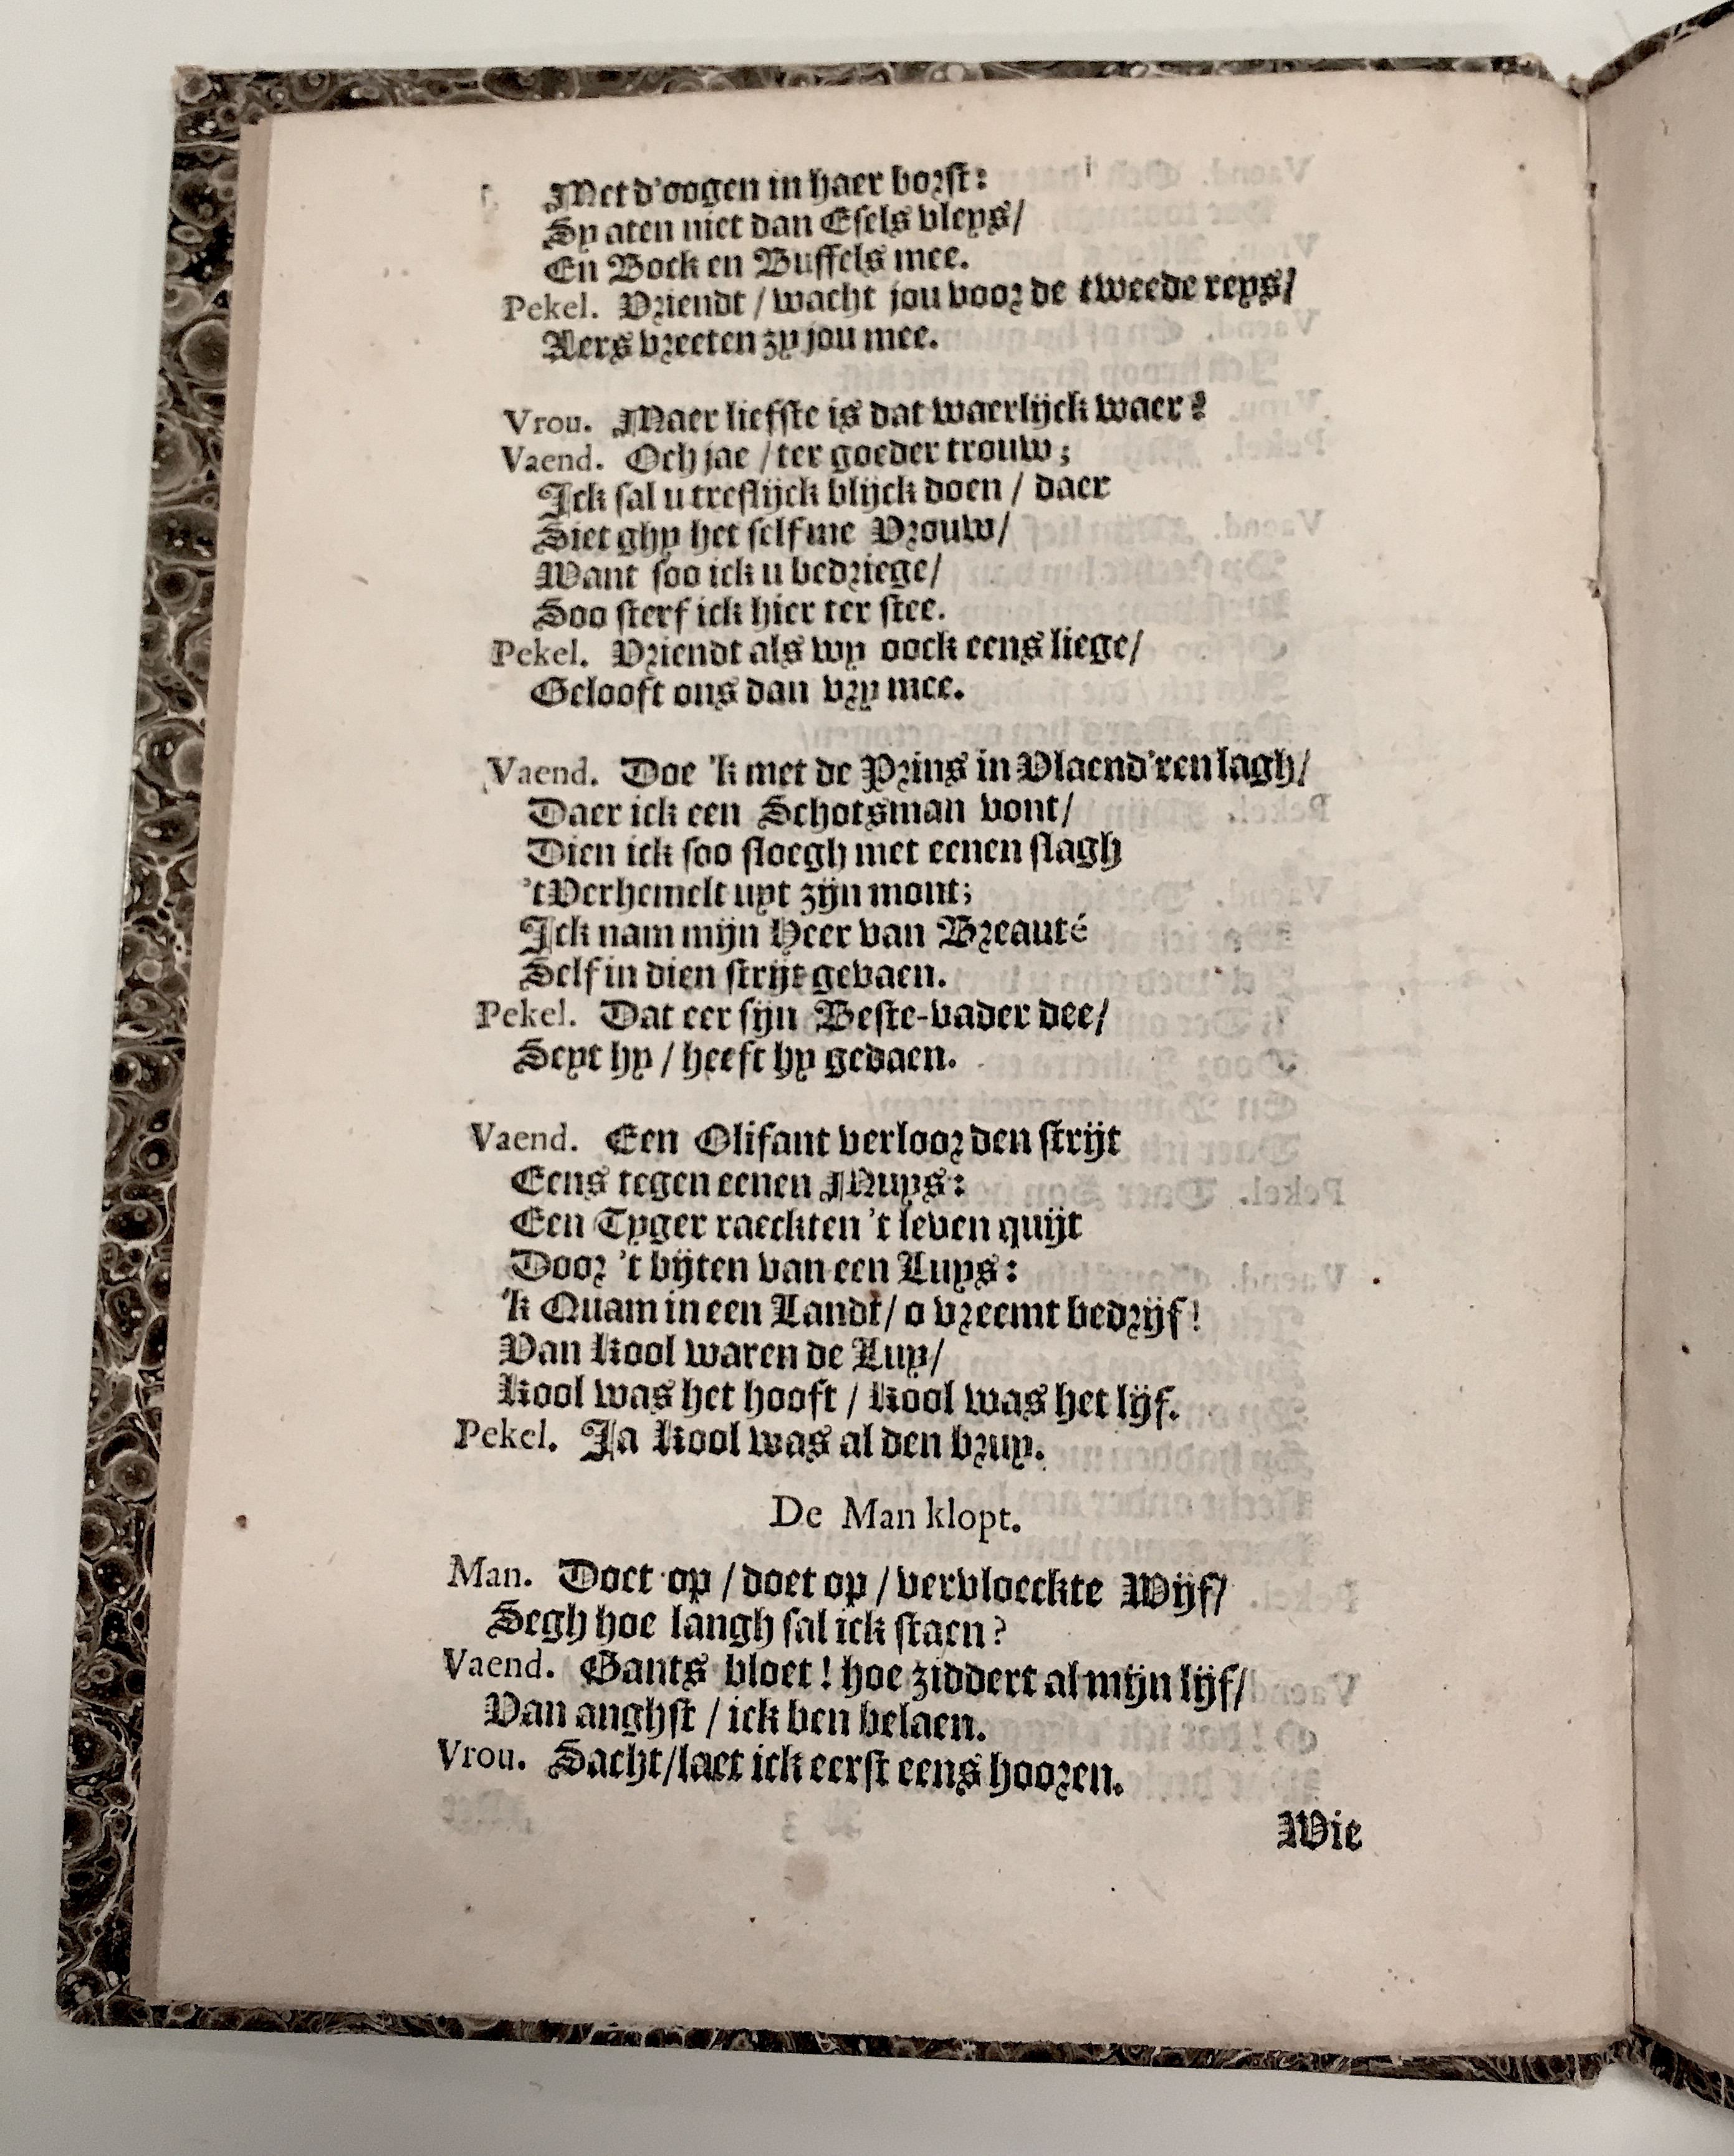 Met d'oogen in haer borst:
Sy aten niet dan Esels vleys/
En Bock en Buffels mee.
Pekel. Vriendt / wacht jou voor de tweede reys/
Aers vreeten zy jou mee.
Vrou. Maer liefste is dat waerlijck waer?
Vaend. Och jae / ter goeder trouw;
Ick sal u treflijck blijck doen / daer
Siet ghy het self me Vrouw/
Want soo ick u bedriege/
Soo sterf ick hier ter stee.
Pekel. Vriendt als wy oock eens liege/
Gelooft ons dan vry mee.
Vaend. Doe 'k met de Prins in Vlaend'ren lagh/
Daer ick een Schotsman vont/
Dien ick soo sloegh met eenen slagh
't Verhemelt uyt zijn mont;
Ick nam mijn Heer van Breauté
Self in dien strijt gevaen.
Pekel. Dat eer sijn Beste-vader dee/
Seyt hy / heeft hy gedaen.
Vaend. Een Olifant verloor den strijt
Eens tegen eenen Muys:
Een Tyger raeckten 't leven quijt
Door 't bijten van een Luys:
'k Quam in een Landt / o vreemt bedrijf!
Van Kool waren de Luy/
Kool was het hooft / Kool was het lijf.
Pekel. Ja Kool was al den bruy.
De Man klopt.
Man. Doet op / doet op / vervloeckte Wijf/
Segh hoe langh sal ick staen?
Vaend. Gants bloet! hoe ziddert al mijn lijf/
Van anghst / ick ben belaen.
Vrou. Sacht/laet ick eerst eens hooren.
Wie